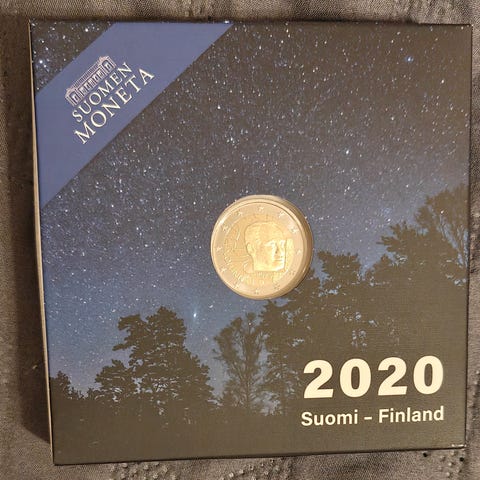 SUOMEN
MONETA
2020
Suomi – Finland